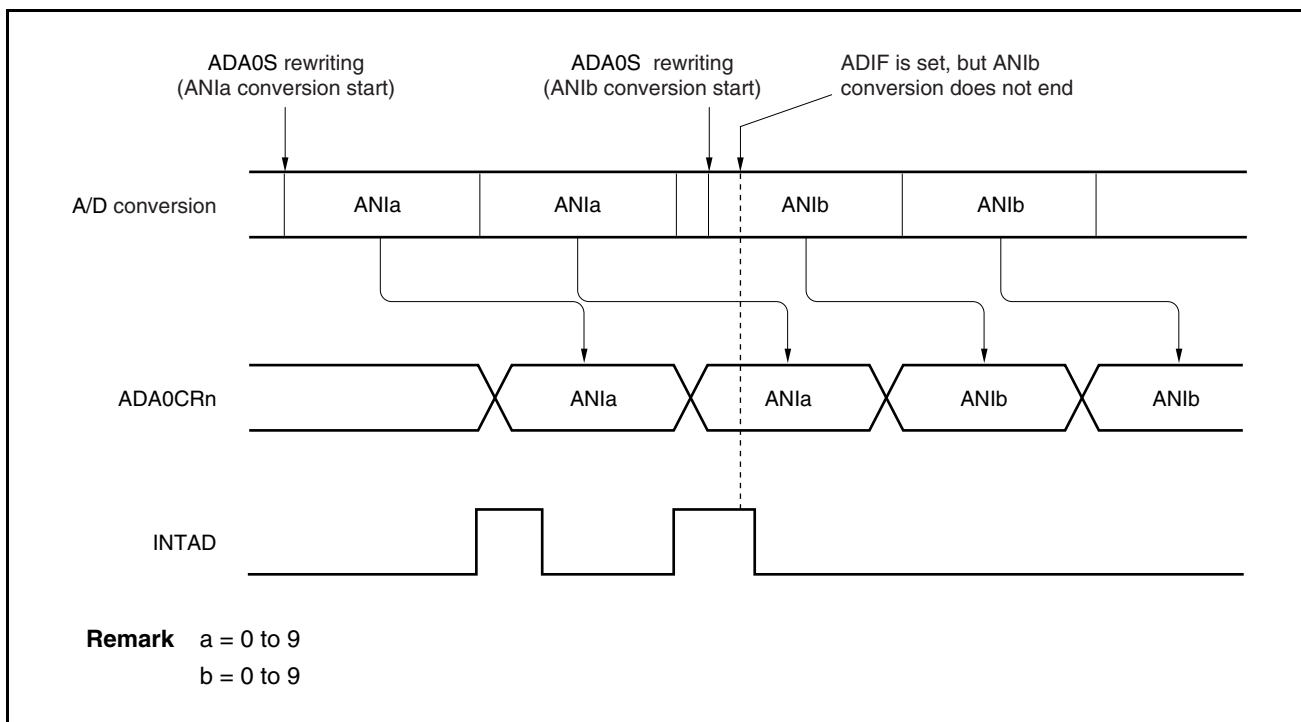 ADA0S rewriting
(ANIa conversion start)
ADA0S rewriting
(ANIb conversion start)
ADIF is set, but ANIb
conversion does not end
A/D conversion
ANIa
ANIa
ANIb
ANIb
ADA0CRn
ANIa
ANIa
ANIb
ANIb
INTAD
Remark a = 0 to 9
b = 0 to 9